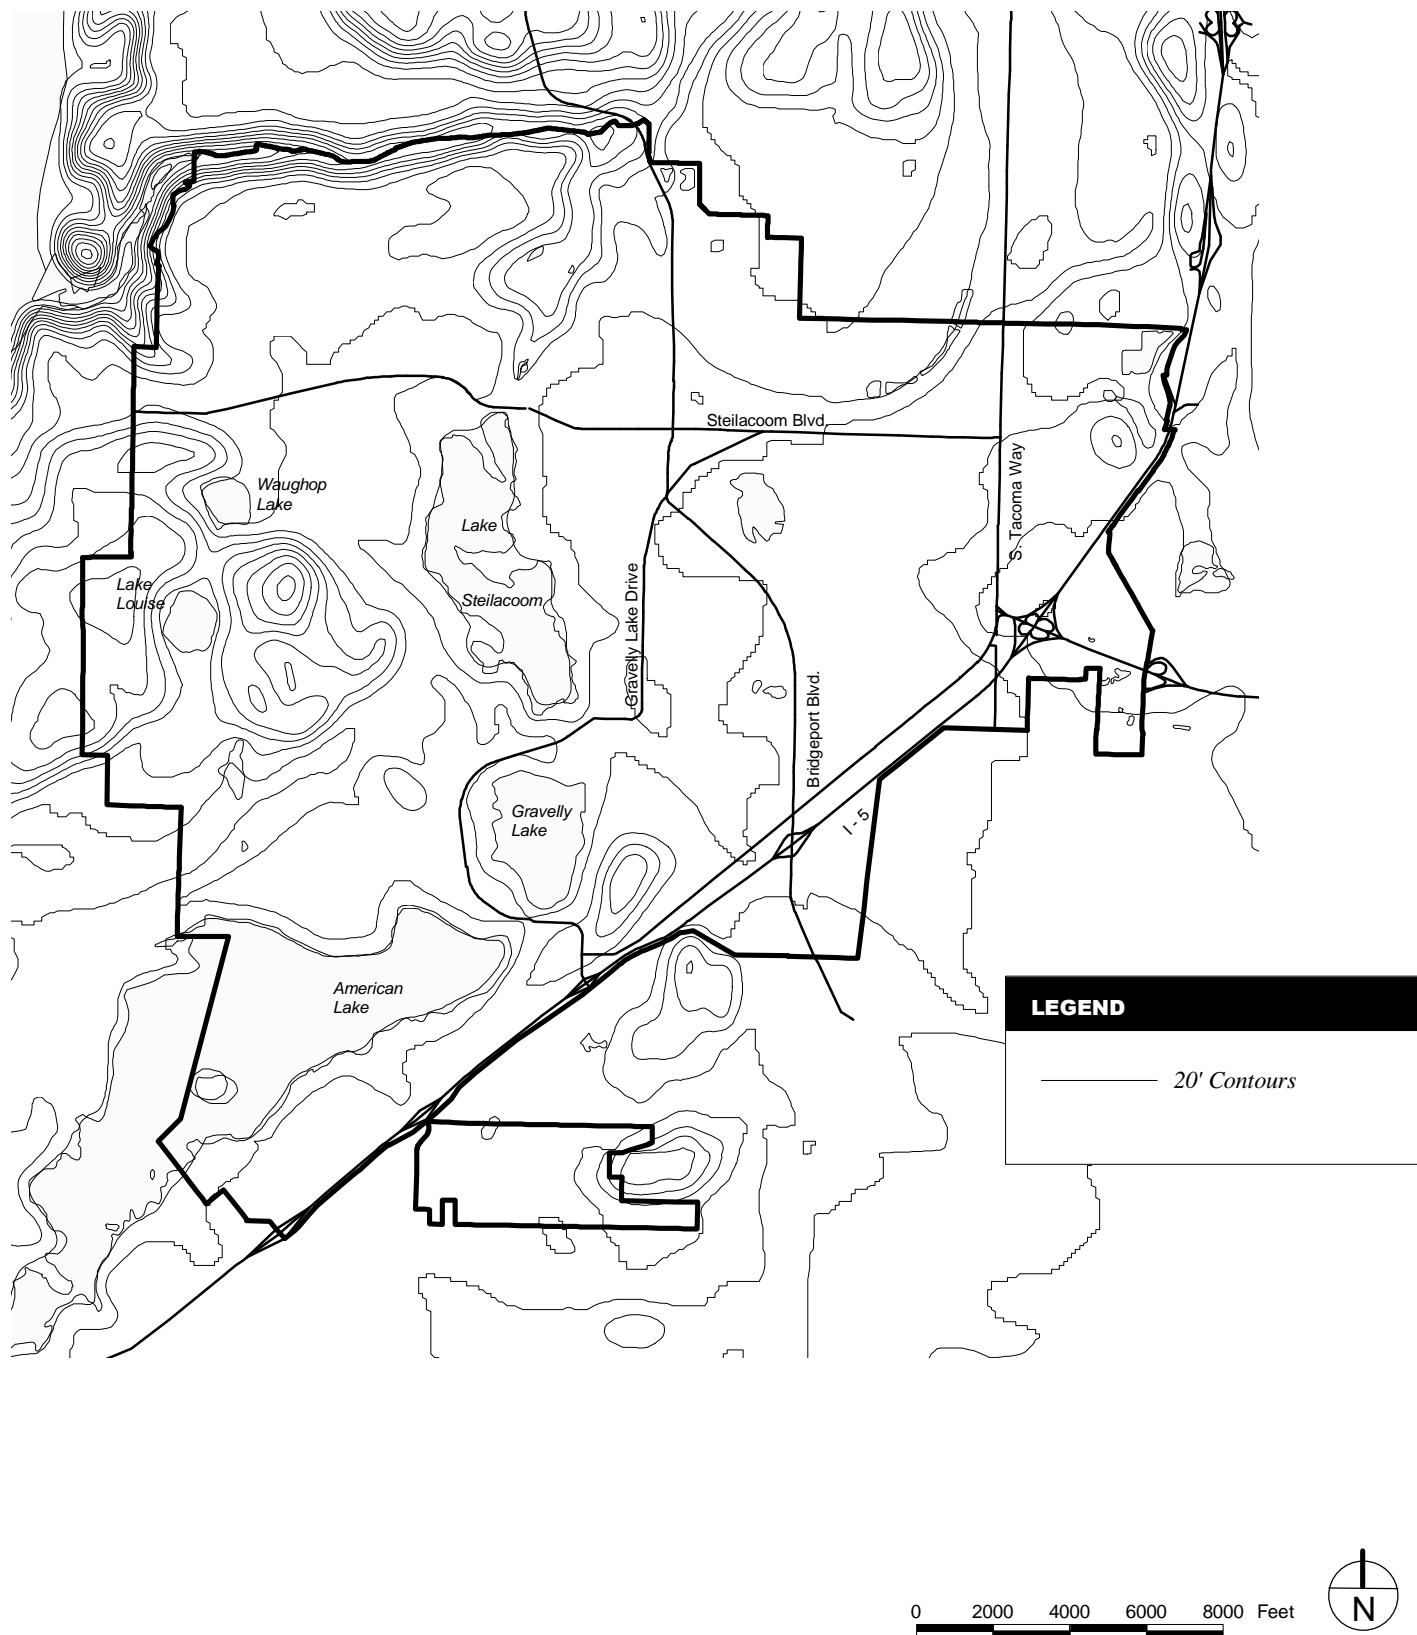 Steilacoom Blvd.
S. Tacoma Way
Waughop
Lake
Lake
Steilacoom
Lake
Louise
Gravelly Lake Drive
Bridgeport Blvd.
Gravelly
Lake
I - 5
American
Lake
LEGEND
20' Contours
0 2000 4000 6000 8000 Feet
N